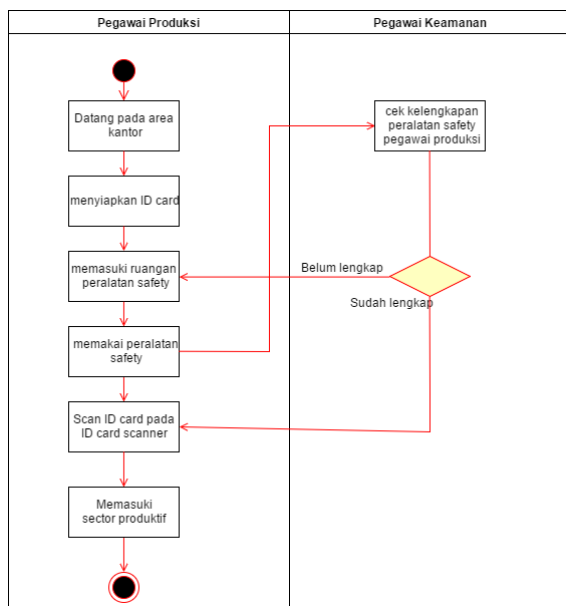 Pegawai Produksi
Pegawai Keamanan
Datang pada area
kantor
cek kelengkapan
peralatan safety
pegawai produksi
menyiapkan ID card
memasuki ruangan
peralatan safety
Belum lengkap
Sudah lengkap
memakai peralatan
safety
Scan ID card pada
ID card scanner
Memasuki
sector produktif